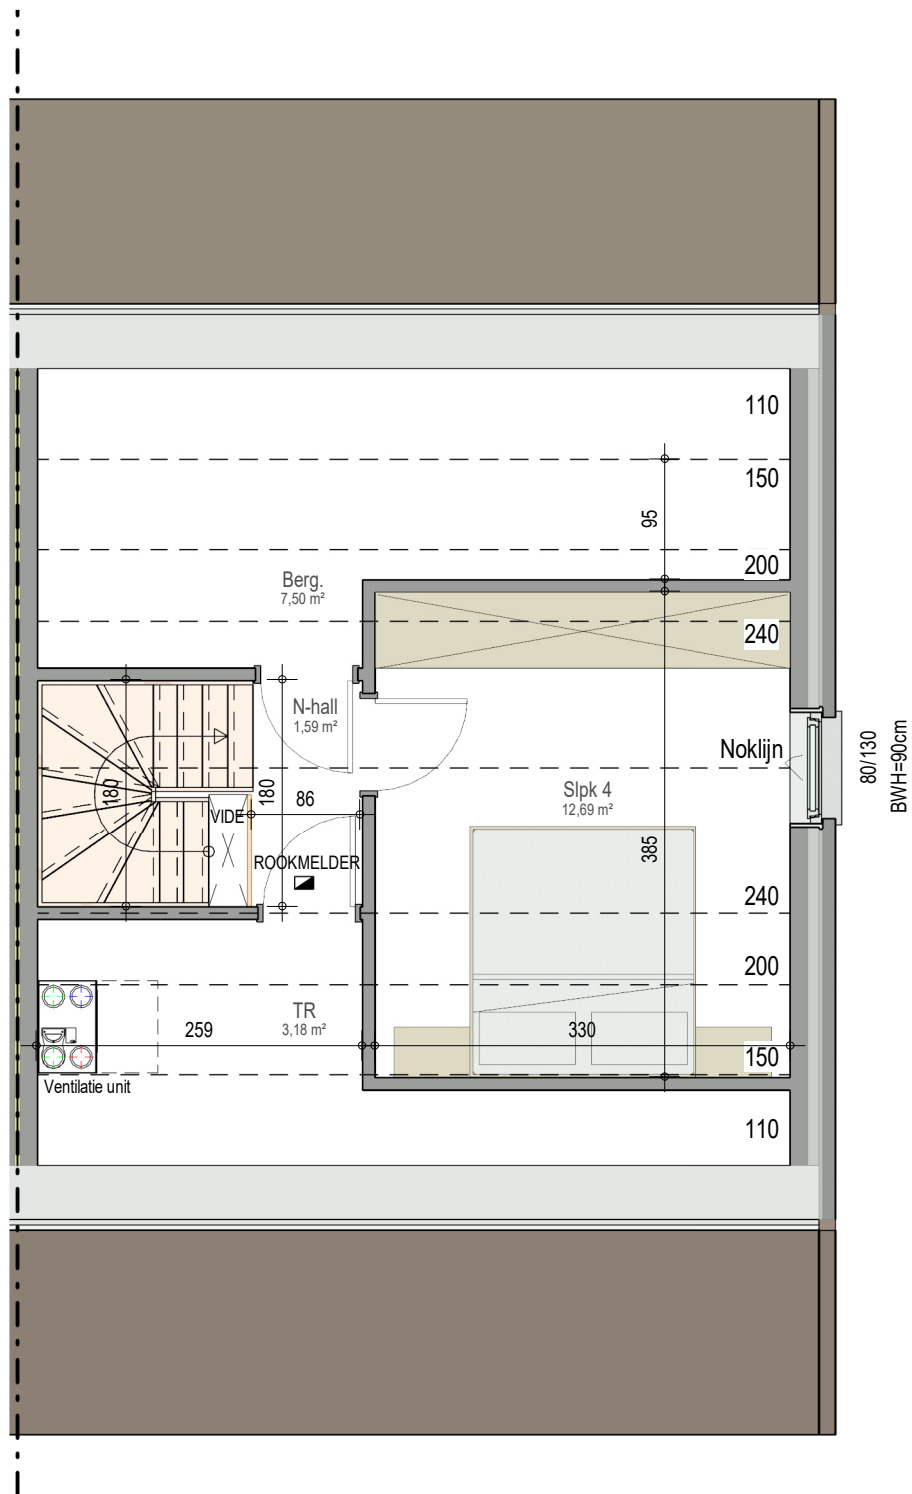 110
150
95
200
Berg.
7,50 m²
240
N-hall
1,59 m²
Noklijn
80/130
BWH=90cm
180
180
86
VIDE
Slpk 4
12,69 m²
ROOKMELDER
385
240
200
TR
3,18 m²
259
330
150
Ventilatie unit
110